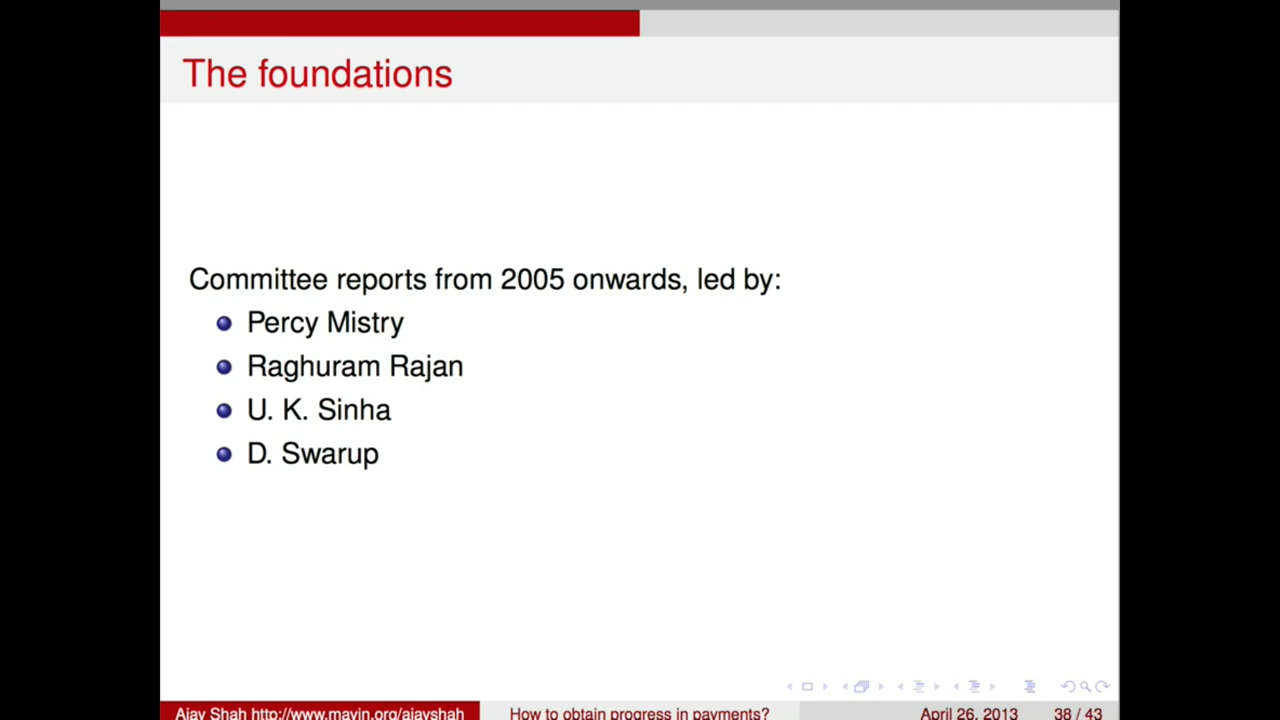 The foundations
Committee reports from 2005 onwards, led by:
Percy Mistry
Raghuram Rajan
U. K. Sinha
D. Swarup
Ajay Shah http://www.mayin.org/ajayshah How to obtain progress in payments? April 26, 2013 38 / 43